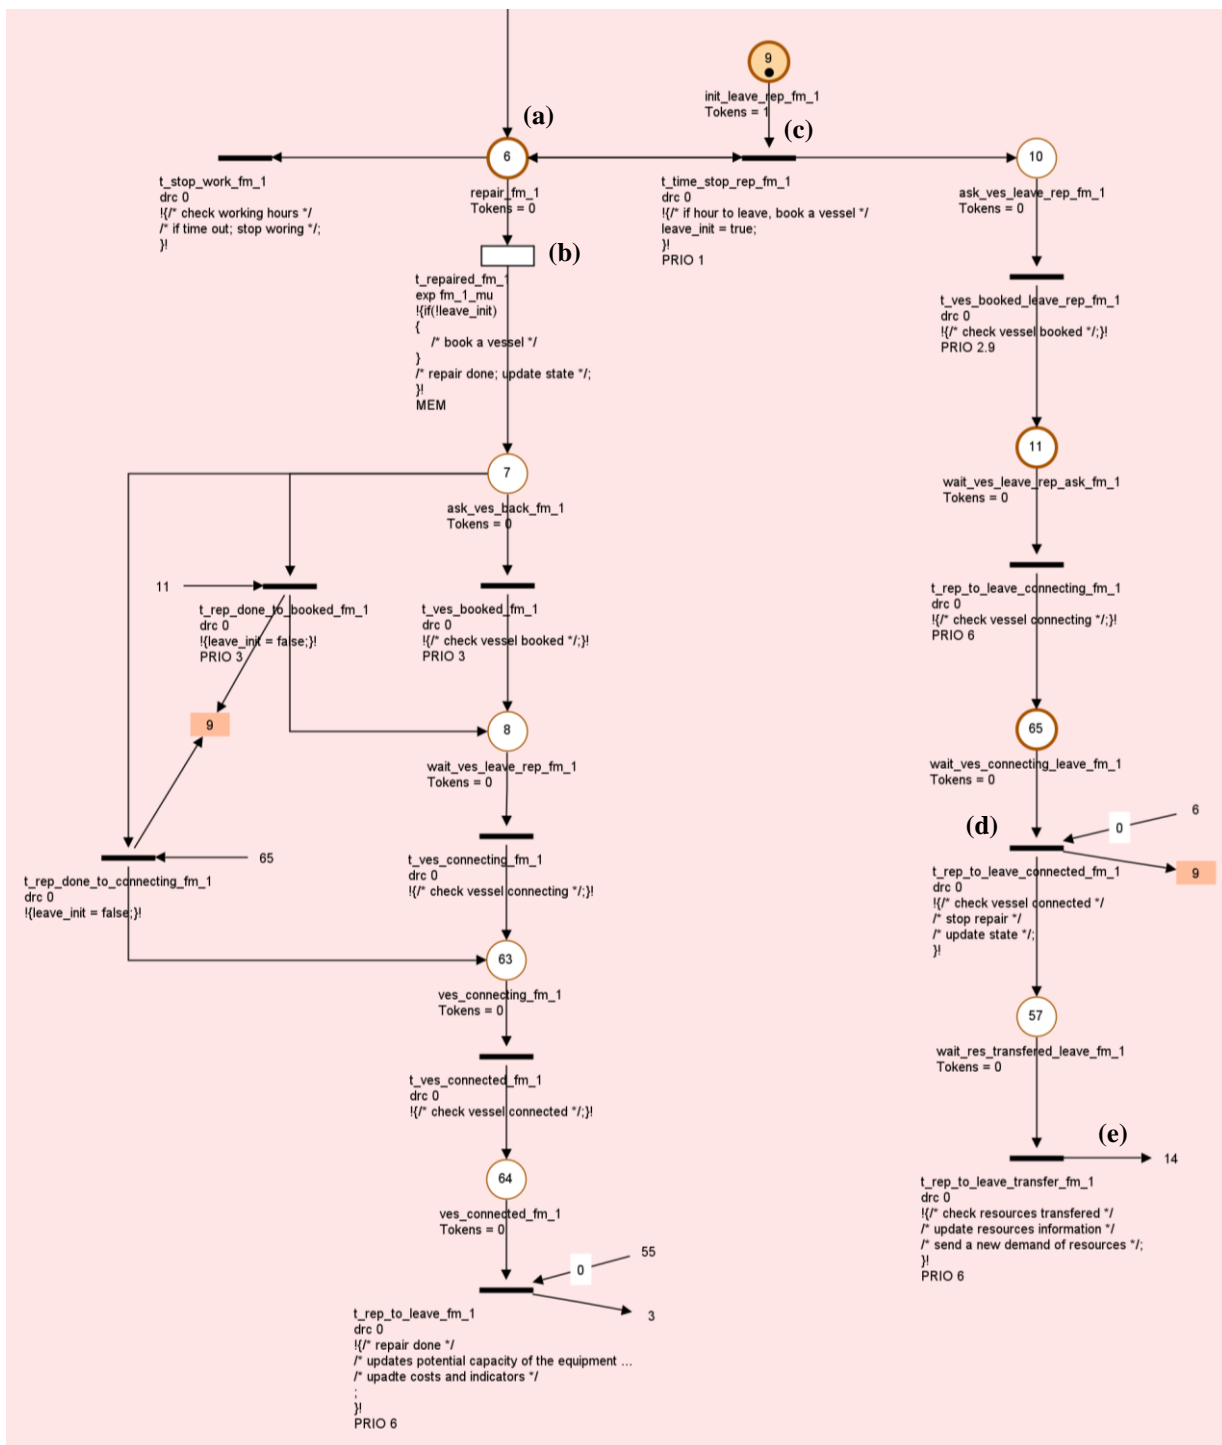 9
init_leave_rep_fm_1
Tokens = 1
(a)
(c)
6
10
t_stop_work_fm_1
drc 0
!{/* check working hours */
/* if time out; stop woring */;
}!
repair_fm_1
Tokens = 0
t_time_stop_rep_fm_1
drc 0
!{/* if hour to leave, book a vessel */
leave_init = true;
}!
PRIO 1
ask_ves_leave_rep_fm_1
Tokens = 0
(b)
t_repaired_fm_1
exp fm_1_mu
!{if(!leave_init)
{
/* book a vessel */
}
/* repair done; update state */;
}!
MEM
t_ves_booked_leave_rep_fm_1
drc 0
!{/* check vessel booked */;}!
PRIO 2.9
11
wait_ves_leave_rep_ask_fm_1
Tokens = 0
7
ask_ves_back_fm_1
Tokens = 0
11
t_rep_done_to_booked_fm_1
drc 0
!{leave_init = false;}!
PRIO 3
t_ves_booked_fm_1
drc 0
!{/* check vessel booked */;}!
PRIO 3
t_rep_to_leave_connecting_fm_1
drc 0
!{/* check vessel connecting */;}!
PRIO 6
9
8
wait_ves_leave_rep_fm_1
Tokens = 0
65
wait_ves_connecting_leave_fm_1
Tokens = 0
65
t_rep_done_to_connecting_fm_1
drc 0
!{leave_init = false;}!
t_ves_connecting_fm_1
drc 0
!{/* check vessel connecting */;}!
(d)
0
6
9
t_rep_to_leave_connected_fm_1
drc 0
!{/* check vessel connected */
/* stop repair */
/* update state */;
}!
63
ves_connecting_fm_1
Tokens = 0
57
wait_res_transfered_leave_fm_1
Tokens = 0
t_ves_connected_fm_1
drc 0
!{/* check vessel connected */;}!
(e)
14
t_rep_to_leave_transfer_fm_1
drc 0
!{/* check resources transfered */
/* update resources information */
/* send a new demand of resources */;
}!
PRIO 6
64
ves_connected_fm_1
Tokens = 0
55
0
3
t_rep_to_leave_fm_1
drc 0
!{/* repair done */
/* updates potential capacity of the equipment ...
/* upadte costs and indicators */
;
}!
PRIO 6